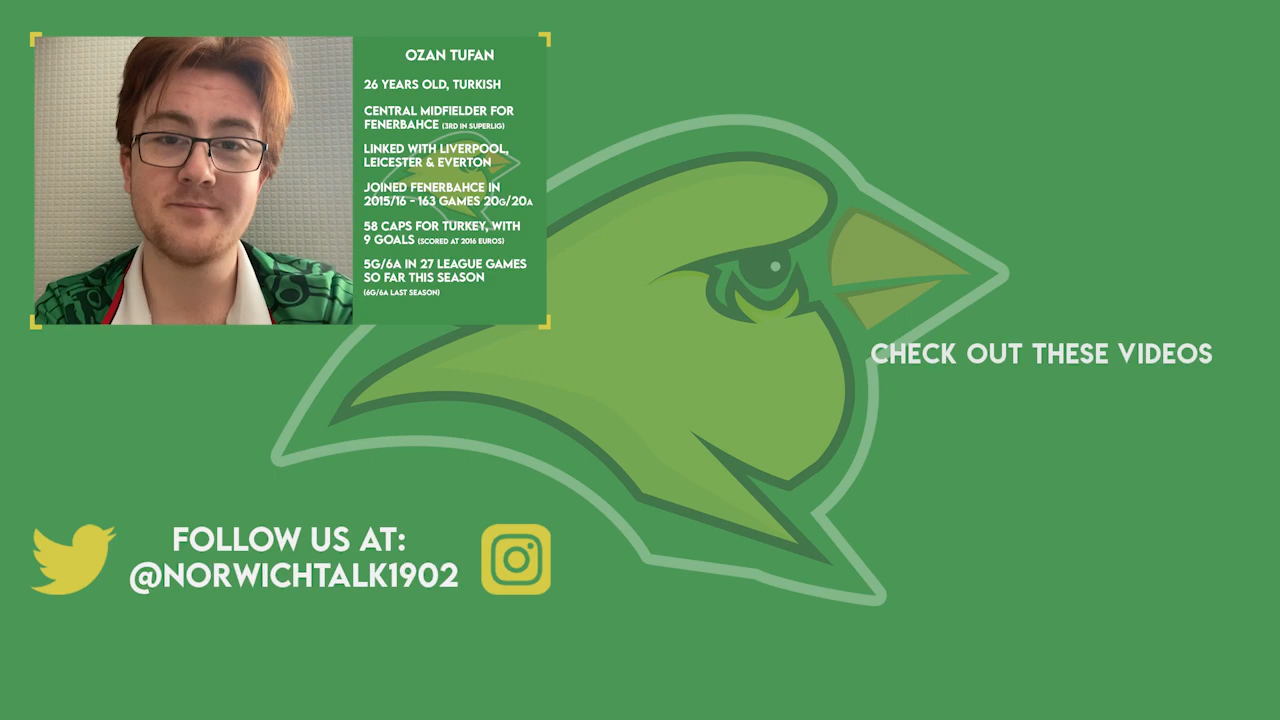 OZAN TUFAN
26 YEARS OLD, TURKISH
CENTRAL MIDFIELDER FOR
FENERBAHCE (3RD IN SUPERLIG)
LINKED WITH LIVERPOOL,
LEICESTER & EVERTON
JOINED FENERBAHCE IN
2015/16 - 163 GAMES 20G/20A
58 CAPS FOR TURKEY, WITH
9 GOALS (SCORED AT 2016 EUROS)
5G/6A IN 27 LEAGUE GAMES
SO FAR THIS SEASON
(6G/6A LAST SEASON)
CHECK OUT THESE VIDEOS
FOLLOW US AT:
@NORWICHTALK1902